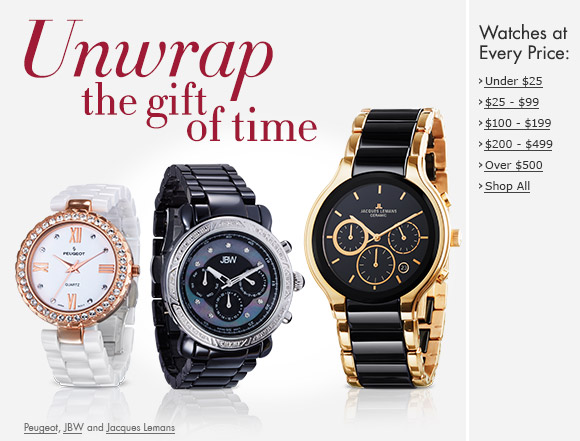 Unwrap
the gift
of time
Watches at
Every Price:
› Under $25
› $25 - $99
› $100 - $199
› $200 - $499
› Over $500
› Shop All
PEUGEOT
QUARTZ
JBW
JACQUES LEMANS
CERAMIC
Peugeot, JBW and Jacques Lemans